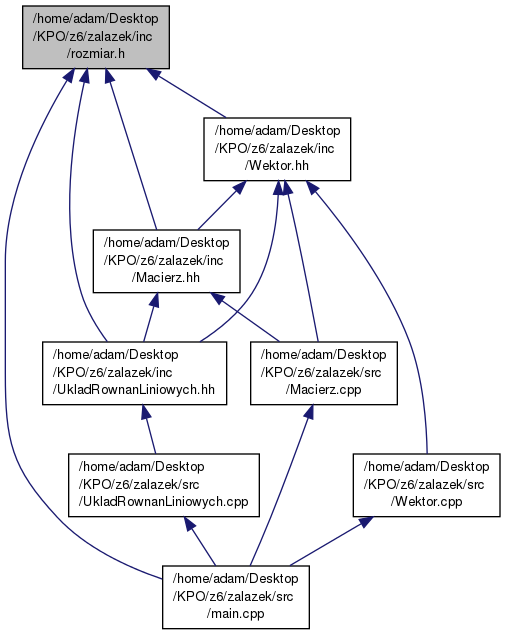 /home/adam/Desktop
/KPO/z6/zalazek/inc
/rozmiar.h
/home/adam/Desktop
/KPO/z6/zalazek/inc
/Wektor.hh
/home/adam/Desktop
/KPO/z6/zalazek/inc
/Macierz.hh
/home/adam/Desktop
/KPO/z6/zalazek/inc
/UkladRownanLiniowych.hh
/home/adam/Desktop
/KPO/z6/zalazek/src
/Macierz.cpp
/home/adam/Desktop
/KPO/z6/zalazek/src
/UkladRownanLiniowych.cpp
/home/adam/Desktop
/KPO/z6/zalazek/src
/Wektor.cpp
/home/adam/Desktop
/KPO/z6/zalazek/src
/main.cpp